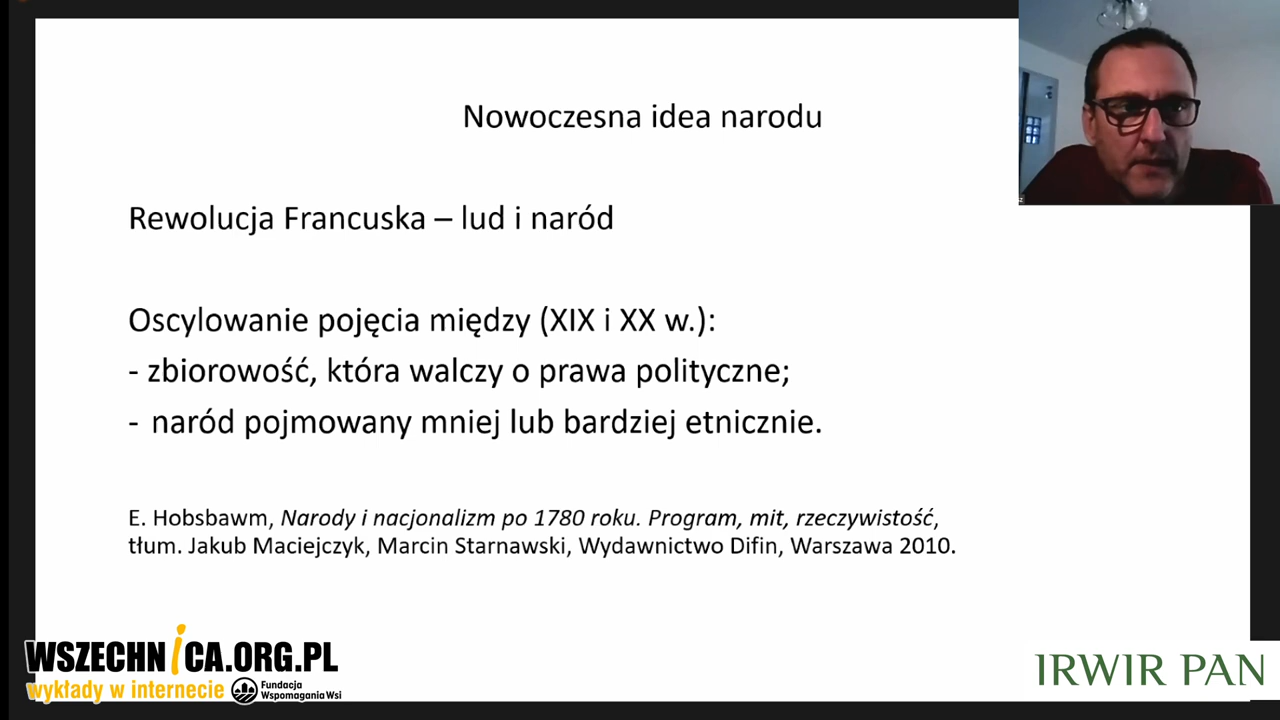 Nowoczesna idea narodu
Rewolucja Francuska – lud i naród
Oscylowanie pojęcia między (XIX i XX w.):
- zbiorowość, która walczy o prawa polityczne;
- naród pojmowany mniej lub bardziej etnicznie.
E. Hobsbawm, Narody i nacjonalizm po 1780 roku. Program, mit, rzeczywistość,
tłum. Jakub Maciejczyk, Marcin Starnawski, Wydawnictwo Difin, Warszawa 2010.
WSZECHNiCA.ORG.PL
wykłady w internecie
Fundacja
Wspomagania Wsi
IRWIR PAN